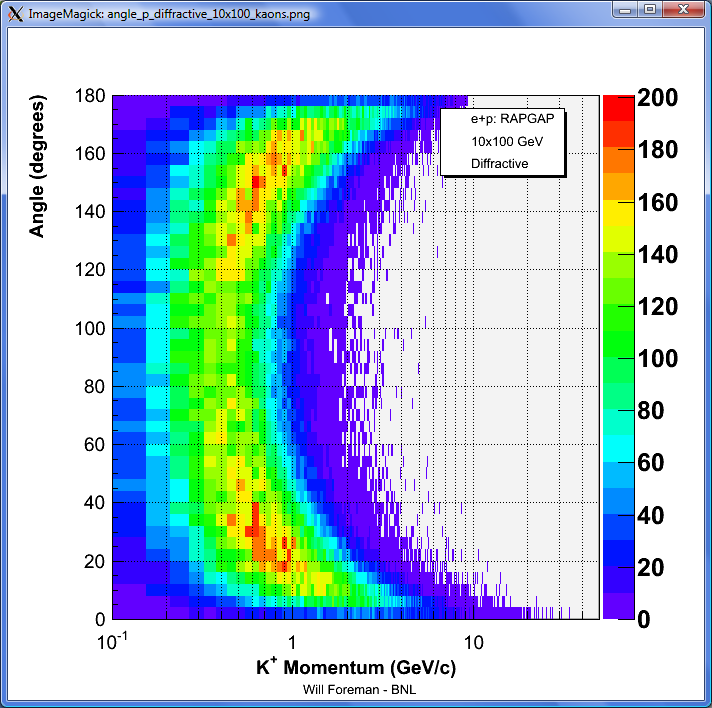 ImageMagick: angle_p_diffractive_10x100_kaons.png
Angle (degrees)
180
160
140
120
100
80
60
40
20
0
e+p: RAPGAP
10x100 GeV
Diffractive
200
180
160
140
120
100
80
60
40
20
0
10⁻¹ 1 10
K⁺ Momentum (GeV/c)
Will Foreman - BNL